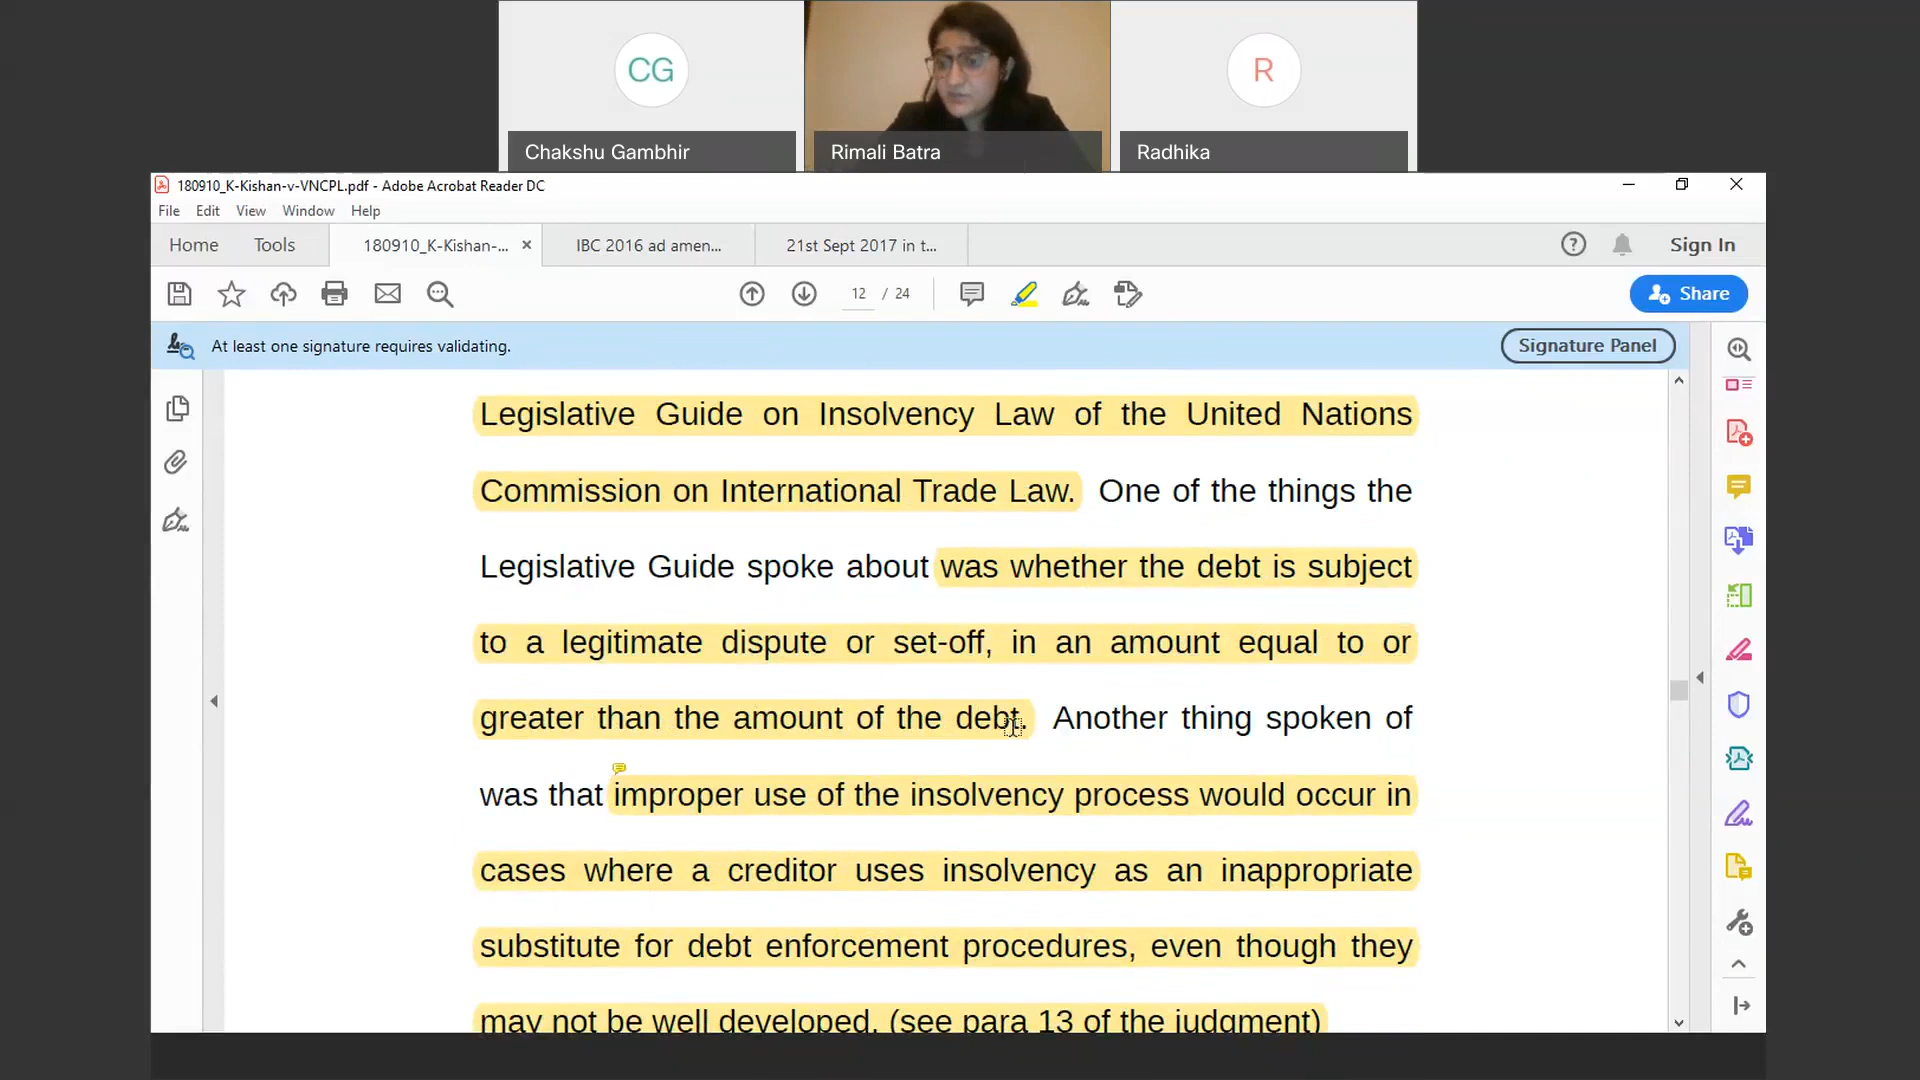 CG
R
Chakshu Gambhir
Rimali Batra
Radhika
180910_K-Kishan-v-VNCPL.pdf - Adobe Acrobat Reader DC
File Edit View Window Help
Home Tools 180910_K-Kishan-... × IBC 2016 ad amen... 21st Sept 2017 in t... ? Sign In
12 / 24 Share
At least one signature requires validating. Signature Panel
Legislative Guide on Insolvency Law of the United Nations
Commission on International Trade Law. One of the things the
Legislative Guide spoke about was whether the debt is subject
to a legitimate dispute or set-off, in an amount equal to or
greater than the amount of the debt. Another thing spoken of
was that improper use of the insolvency process would occur in
cases where a creditor uses insolvency as an inappropriate
substitute for debt enforcement procedures, even though they
may not be well developed. (see para 13 of the judgment)